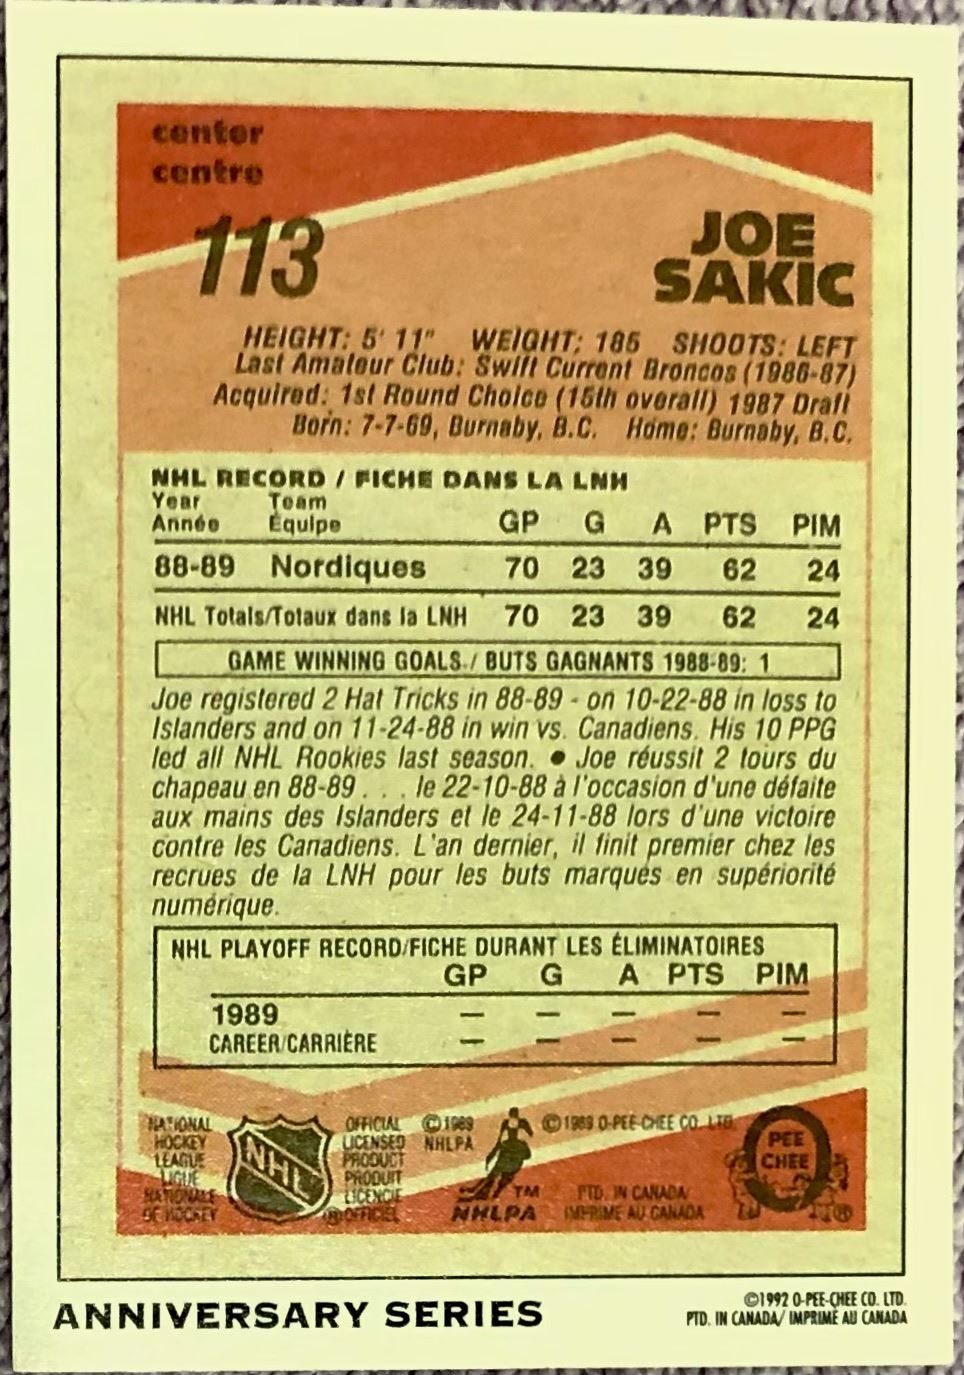 center
centre
113
JOE
SAKIC
HEIGHT: 5' 11" WEIGHT: 185 SHOOTS: LEFT
Last Amateur Club: Swift Current Broncos (1986-87)
Acquired: 1st Round Choice (15th overall) 1987 Draft
Born: 7-7-69, Burnaby, B.C. Home: Burnaby, B.C.
NHL RECORD / FICHE DANS LA LNH
Year Team
Année Équipe GP G A PTS PIM
88-89 Nordiques 70 23 39 62 24
NHL Totals/Totaux dans la LNH 70 23 39 62 24
GAME WINNING GOALS / BUTS GAGNANTS 1988-89: 1
Joe registered 2 Hat Tricks in 88-89 - on 10-22-88 in loss to
Islanders and on 11-24-88 in win vs. Canadiens. His 10 PPG
led all NHL Rookies last season. ● Joe réussit 2 tours du
chapeau en 88-89 . . . le 22-10-88 à l'occasion d'une défaite
aux mains des Islanders et le 24-11-88 lors d'une victoire
contre les Canadiens. L'an dernier, il finit premier chez les
recrues de la LNH pour les buts marqués en supériorité
numérique.
NHL PLAYOFF RECORD/FICHE DURANT LES ÉLIMINATOIRES
GP G A PTS PIM
1989 — — — — —
CAREER/CARRIÈRE — — — — —
NATIONAL
HOCKEY
LEAGUE
LIGUE
NATIONALE
DE HOCKEY
NHL
OFFICIAL
LICENSED
PRODUCT
PRODUIT
LICENCIÉ
®OFFICIEL
©1989
NHLPA
TM
NHLPA
©1989 O-PEE-CHEE CO. LTD.
PTD. IN CANADA/
IMPRIMÉ AU CANADA
O
PEE
CHEE
®
ANNIVERSARY SERIES
©1992 O-PEE-CHEE CO. LTD.
PTD. IN CANADA/ IMPRIMÉ AU CANADA